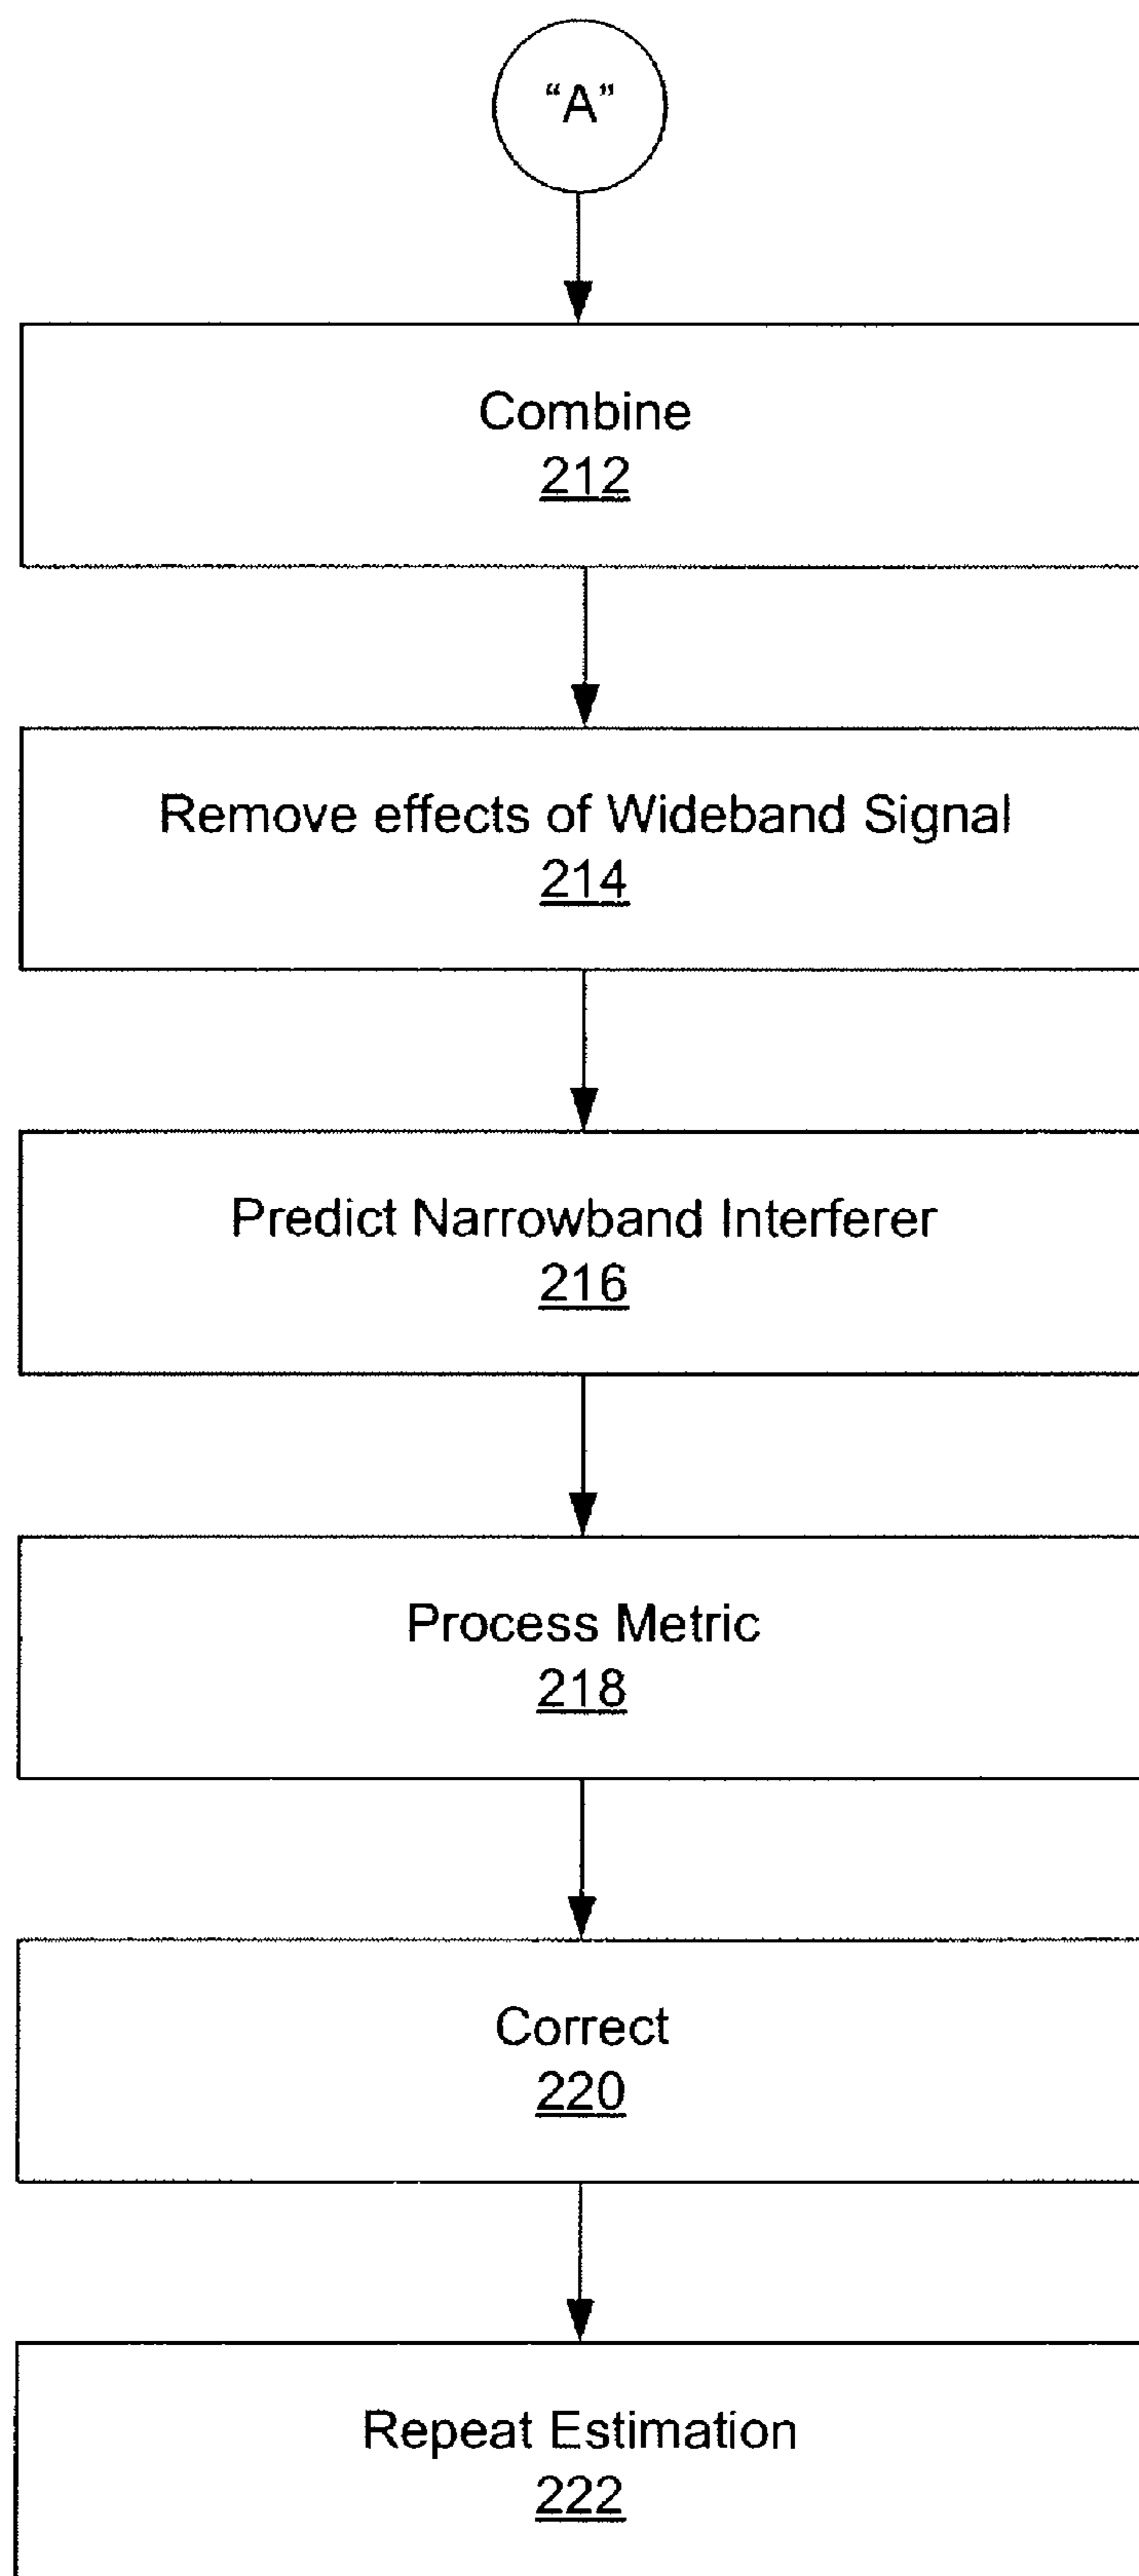 “A”
Combine
212
Remove effects of Wideband Signal
214
Predict Narrowband Interferer
216
Process Metric
218
Correct
220
Repeat Estimation
222